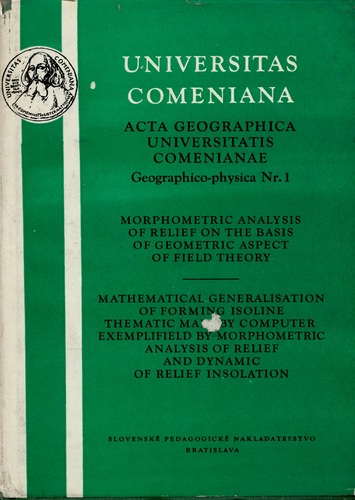 UNIVERSITAS
COMENIANA
ACTA GEOGRAPHICA
UNIVERSITATIS
COMENIANAE
Geographico-physica Nr. 1
MORPHOMETRIC ANALYSIS
OF RELIEF ON THE BASIS
OF GEOMETRIC ASPECT
OF FIELD THEORY
MATHEMATICAL GENERALISATION
OF FORMING ISOLINE
THEMATIC BY COMPUTER
EXEMPLIFIELD BY MORPHOMETRIC
ANALYSIS OF RELIEF
AND DYNAMIC
OF RELIEF INSOLATION
SLOVENSKÉ PEDAGOGICKÉ NAKLADATEĽSTVO
BRATISLAVA